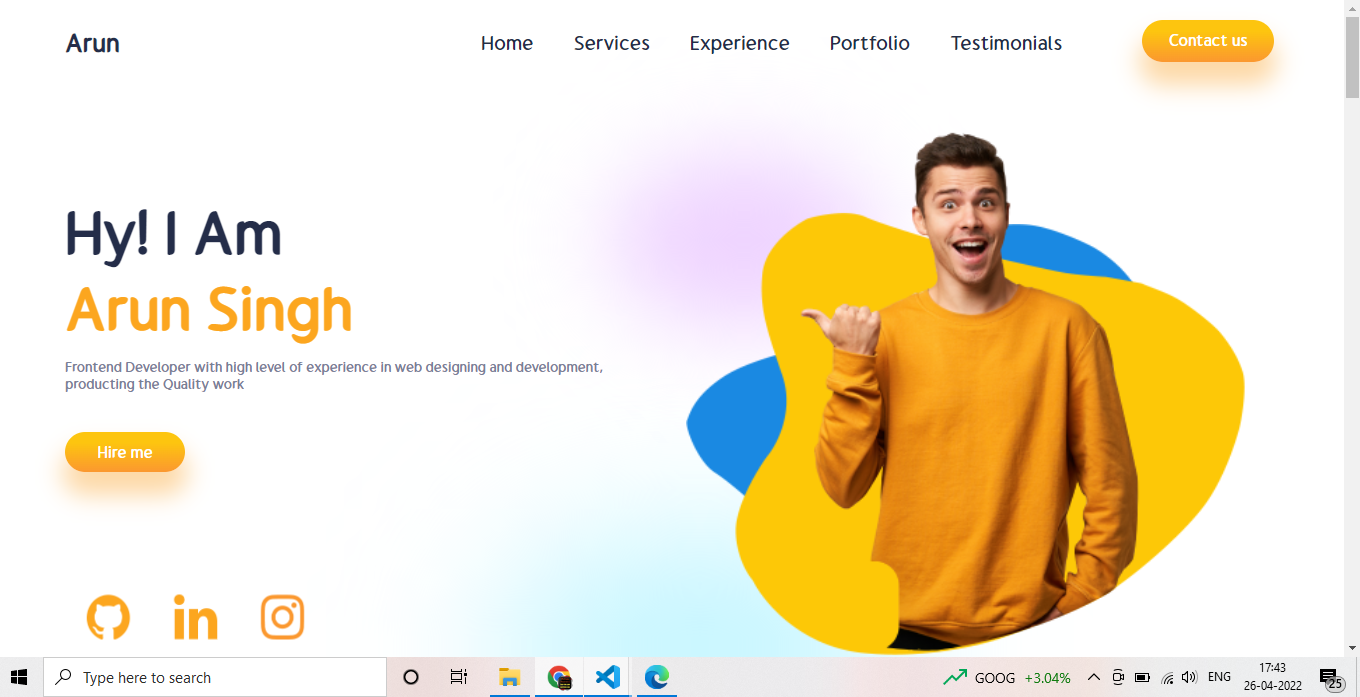 Arun
Home Services Experience Portfolio Testimonials Contact us
Hy! I Am
Arun Singh
Frontend Developer with high level of experience in web designing and development,
producting the Quality work
Hire me
in
Type here to search
GOOG +3.04%
ENG
17:43
26-04-2022
25